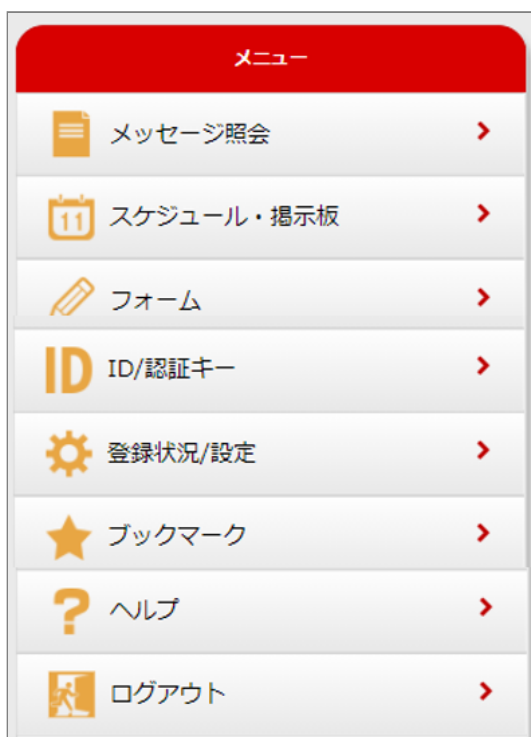 メニュー
メッセージ照会
11
スケジュール・掲示板
フォーム
ID
ID/認証キー
登録状況/設定
ブックマーク
?
ヘルプ
ログアウト